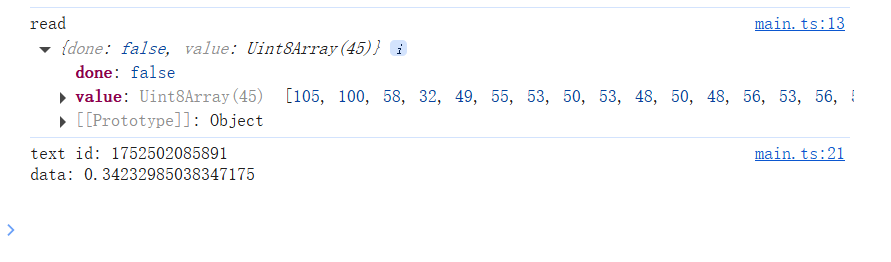 read main.ts:13
▼ {done: false, value: Uint8Array(45)} i
done: false
▶ value: Uint8Array(45) [105, 100, 58, 32, 49, 55, 53, 50, 53, 48, 50, 48, 56, 53, 56,
▶ [[Prototype]]: Object
text id: 1752502085891 main.ts:21
data: 0.34232985038347175
>